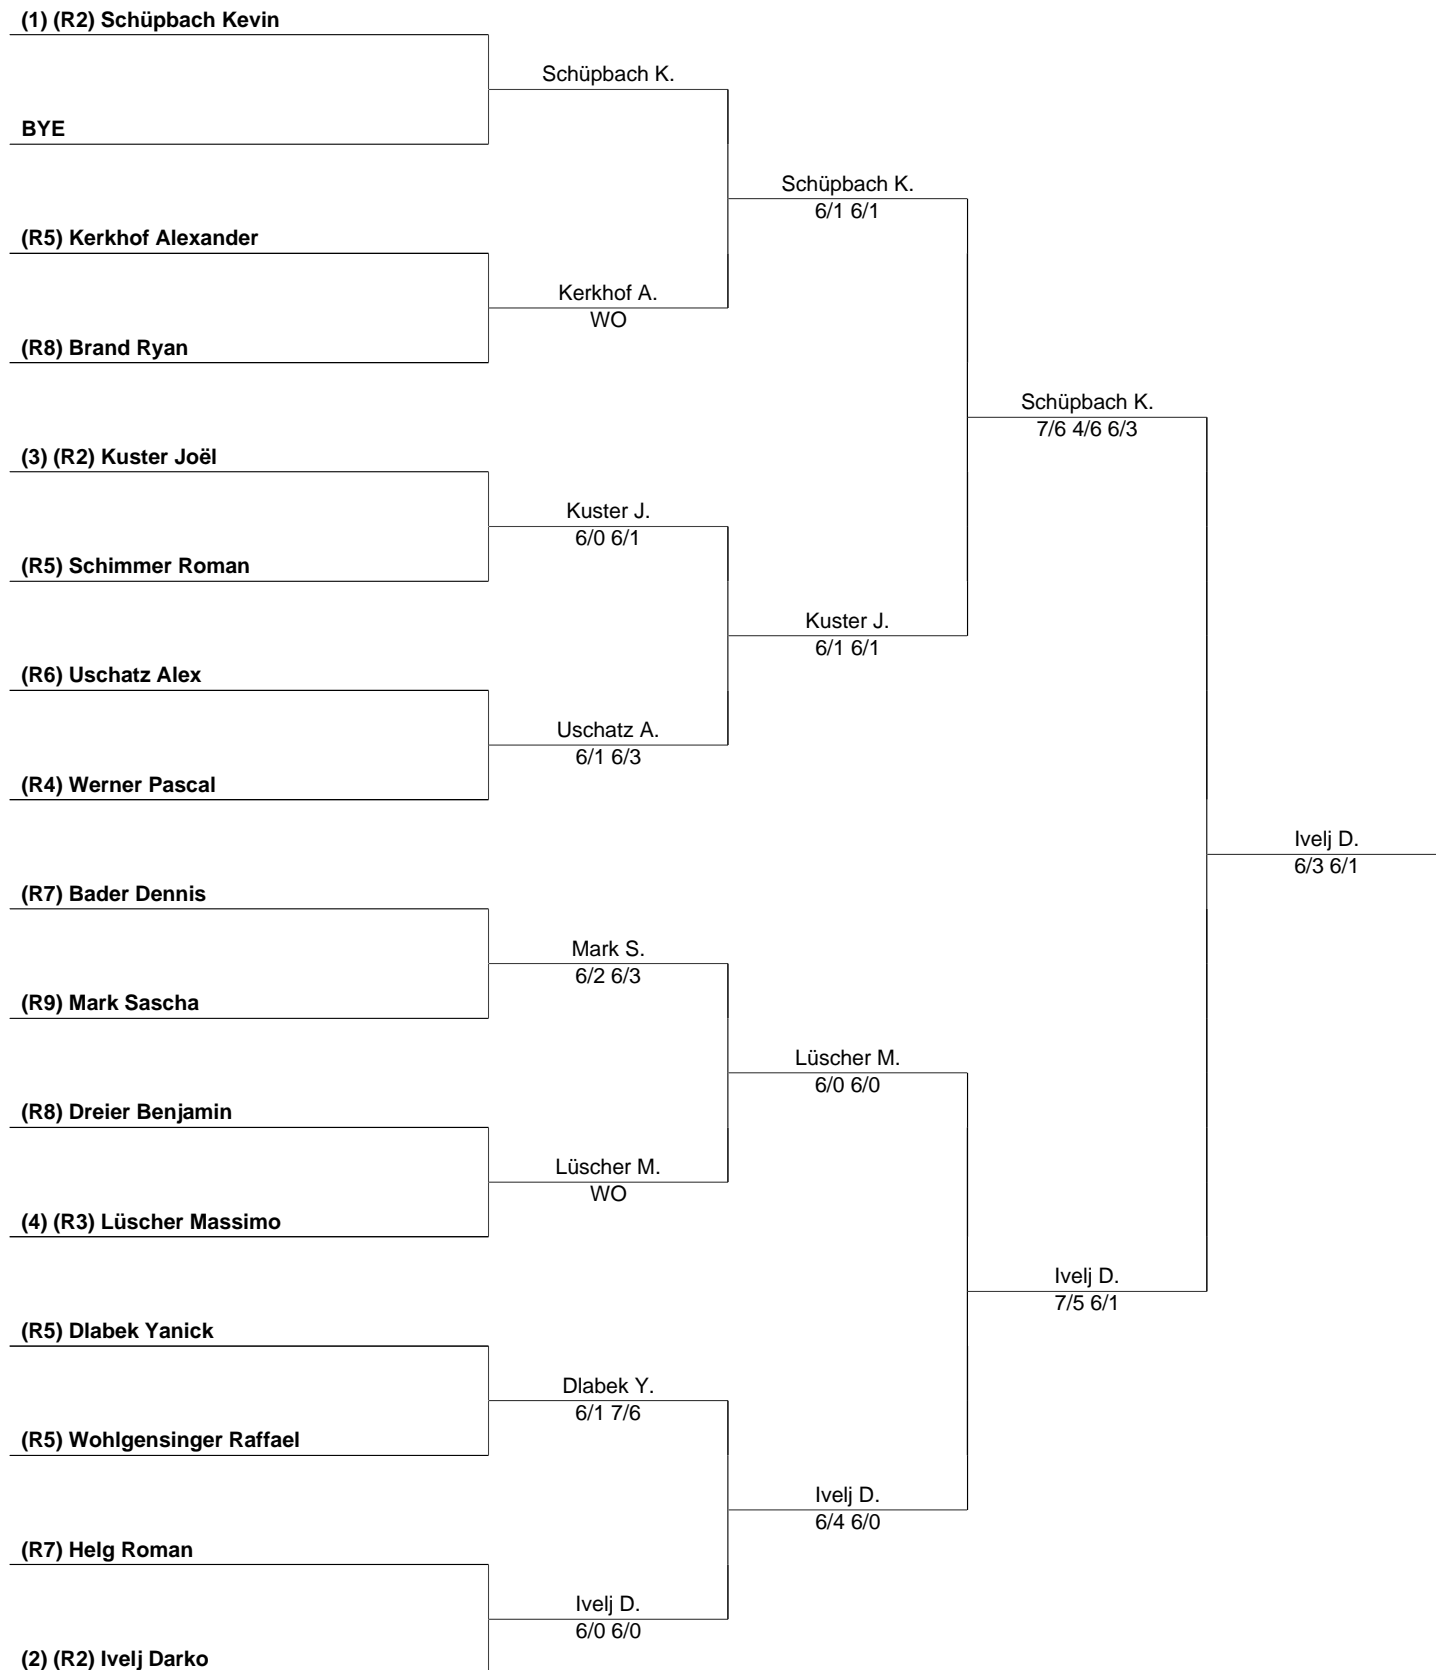 (1) (R2) Schüpbach Kevin
Schüpbach K.
BYE
Schüpbach K.
6/1 6/1
(R5) Kerkhof Alexander
Kerkhof A.
WO
(R8) Brand Ryan
Schüpbach K.
7/6 4/6 6/3
(3) (R2) Kuster Joël
Kuster J.
6/0 6/1
(R5) Schimmer Roman
Kuster J.
6/1 6/1
(R6) Uschatz Alex
Uschatz A.
6/1 6/3
(R4) Werner Pascal
Ivelj D.
6/3 6/1
(R7) Bader Dennis
Mark S.
6/2 6/3
(R9) Mark Sascha
Lüscher M.
6/0 6/0
(R8) Dreier Benjamin
Lüscher M.
WO
(4) (R3) Lüscher Massimo
Ivelj D.
7/5 6/1
(R5) Dlabek Yanick
Dlabek Y.
6/1 7/6
(R5) Wohlgensinger Raffael
Ivelj D.
6/4 6/0
(R7) Helg Roman
Ivelj D.
6/0 6/0
(2) (R2) Ivelj Darko